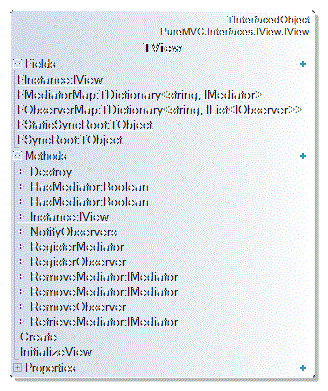 TInterfacedObject
PureMVC.Interfaces.IView.IView
TView
Fields
FInstance:IView
FMediatorMap:TDictionary<string, IMediator>
FObserverMap:TDictionary<string, IList<IObserver>>
FStaticSyncRoot:TObject
FSyncRoot:TObject
Methods
Destroy
HasMediator:Boolean
HasMediator:Boolean
Instance:IView
NotifyObservers
RegisterMediator
RegisterObserver
RemoveMediator:IMediator
RemoveMediator:IMediator
RemoveObserver
RetrieveMediator:IMediator
Create
InitializeView
Properties